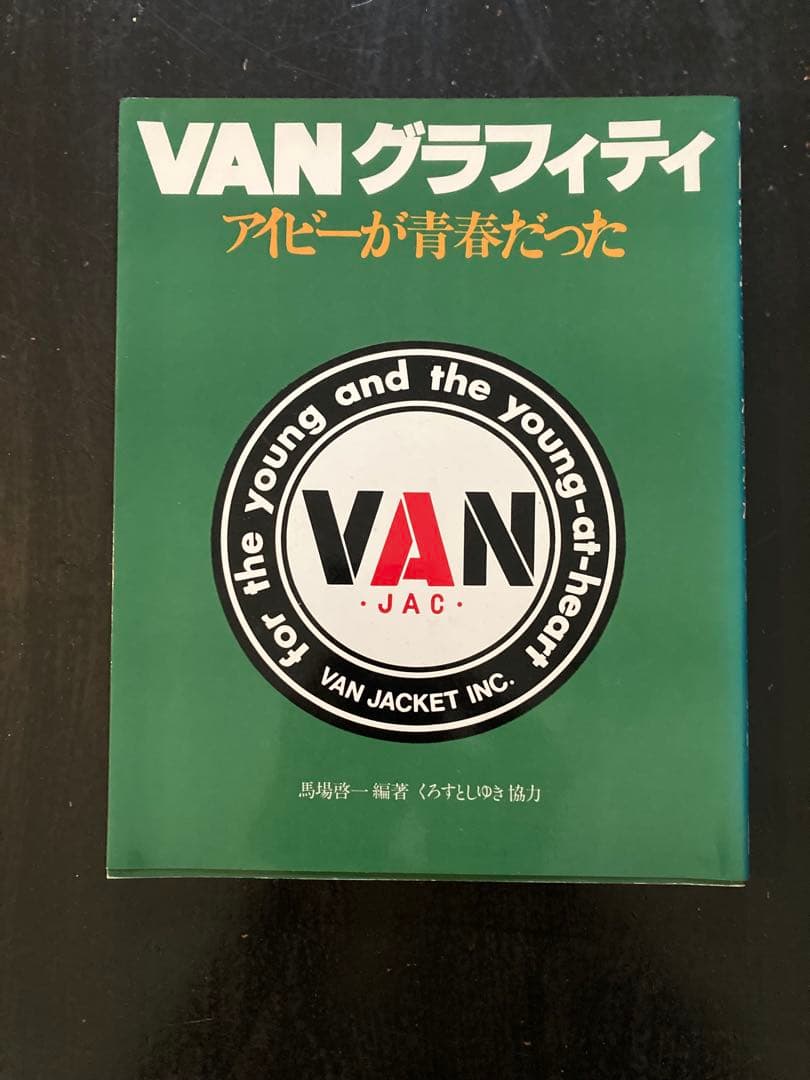 VANグラフィティ
アイビーが青春だった
for the young and the young-at-heart
VAN
・JAC・
VAN JACKET INC.
馬場啓一 編著 くろすとしゆき 協力